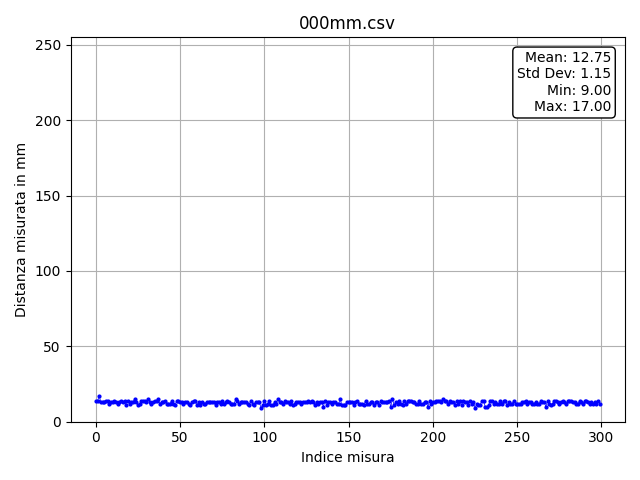 000mm.csv
Mean: 12.75
Std Dev: 1.15
Min: 9.00
Max: 17.00
Distanza misurata in mm
250
200
150
100
50
0
0 50 100 150 200 250 300
Indice misura